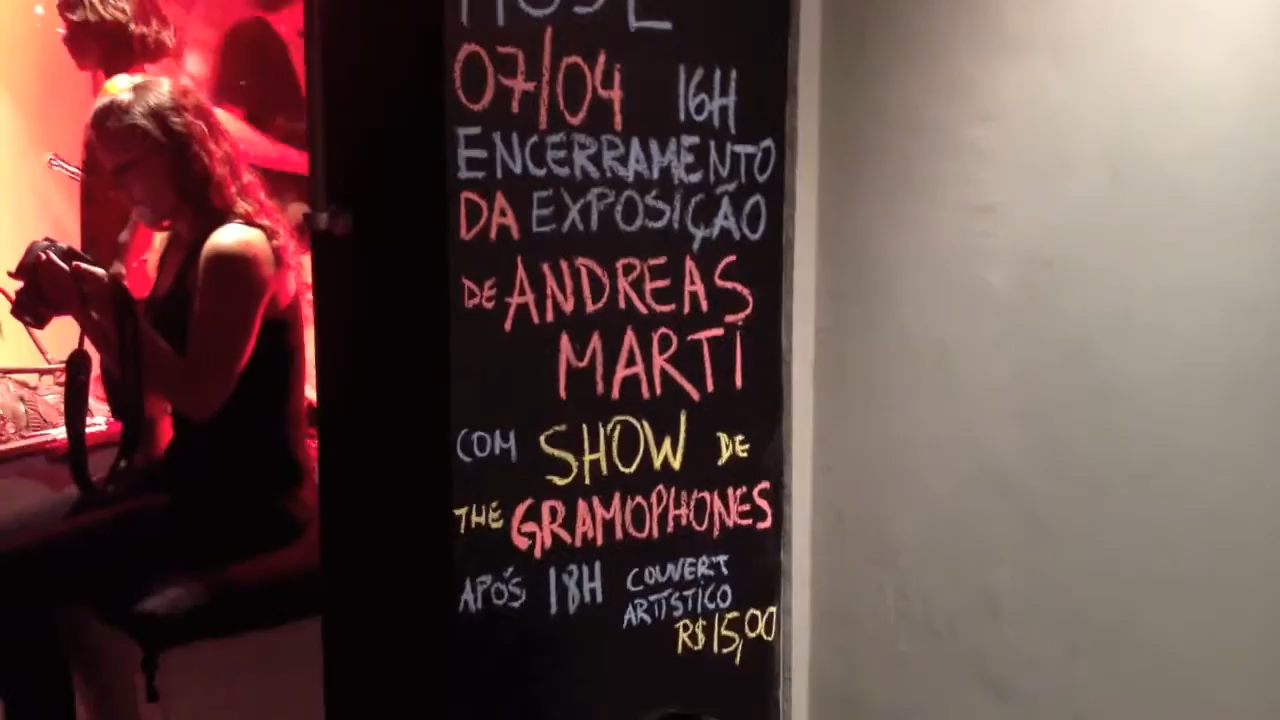 07/04 16H
ENCERRAMENTO
DA EXPOSIÇÃO
DE ANDREAS
MARTI
COM SHOW DE
THE GRAMOPHONES
APÓS 18H COUVERT
ARTÍSTICO
R$15,00